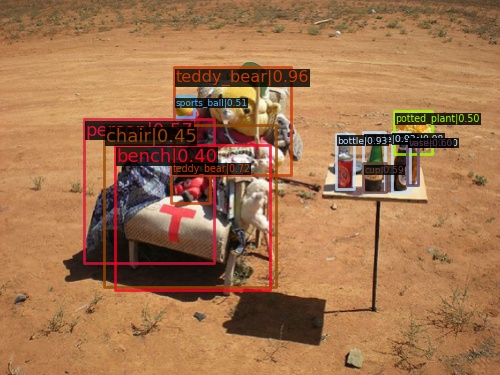 teddy_bear|0.96
sports_ball|0.51
potted_plant|0.50
chair|0.45
bottle|0.93
bench|0.40
teddy_bear|0.72
cup|0.59
T